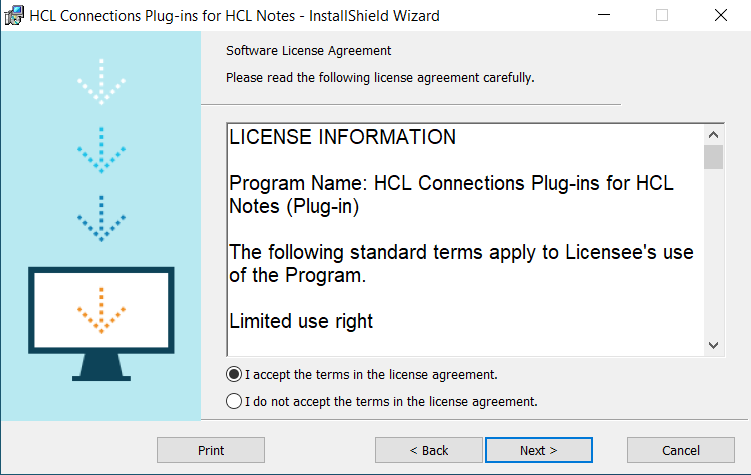 HCL Connections Plug-ins for HCL Notes - InstallShield Wizard
Software License Agreement
Please read the following license agreement carefully.
LICENSE INFORMATION
Program Name: HCL Connections Plug-ins for HCL
Notes (Plug-in)
The following standard terms apply to Licensee's use
of the Program.
Limited use right
I accept the terms in the license agreement.
I do not accept the terms in the license agreement.
Print
< Back
Next >
Cancel